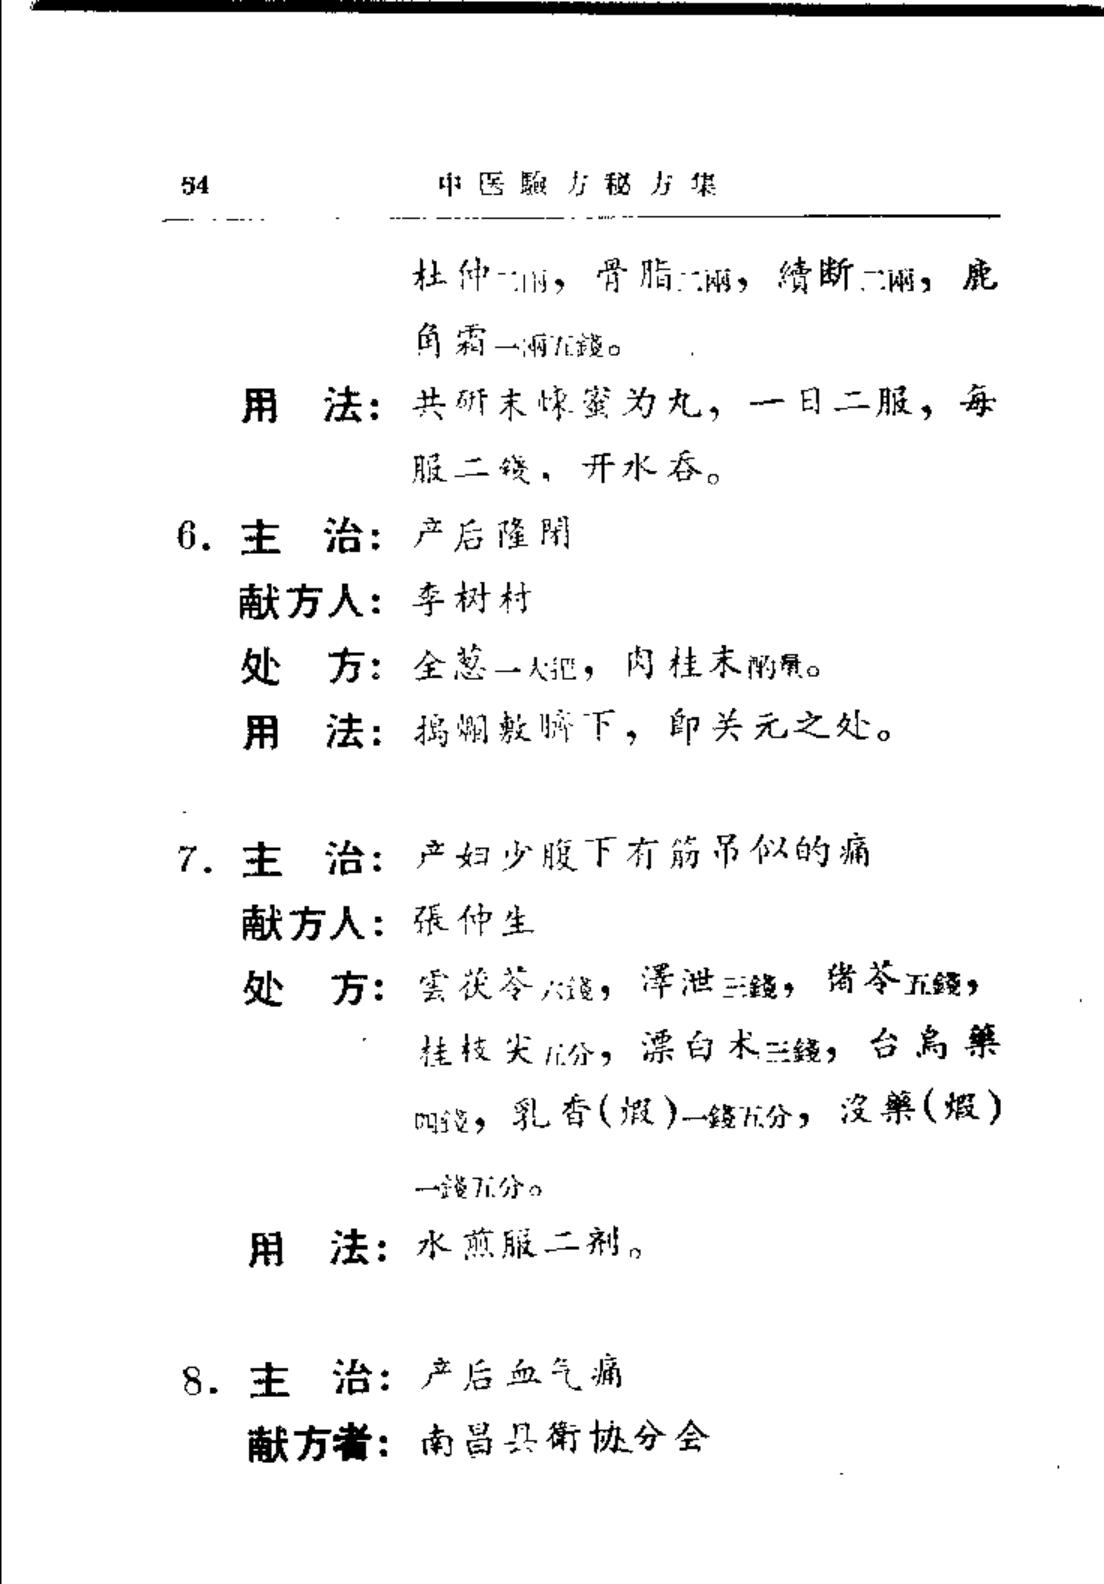 54 中医驗方秘方集
杜仲二兩，骨脂二兩，續断二兩，鹿
角霜一兩五錢。
用　法：共研末煉蜜为丸，一日二服，每
服二錢，开水吞。
6. 主　治：产后隆閉
献方人：李树村
处　方：全葱一大把，肉桂末酌量。
用　法：搗爛敷臍下，即关元之处。
7. 主　治：产妇少腹下有筋吊似的痛
献方人：張仲生
处　方：雲茯苓六錢，澤泄三錢，猪苓五錢，
桂枝尖五分，漂白术三錢，台烏藥
四錢，乳香(煆)一錢五分，沒藥(煆)
一錢五分。
用　法：水煎服二剂。
8. 主　治：产后血气痛
献方者：南昌县衛协分会